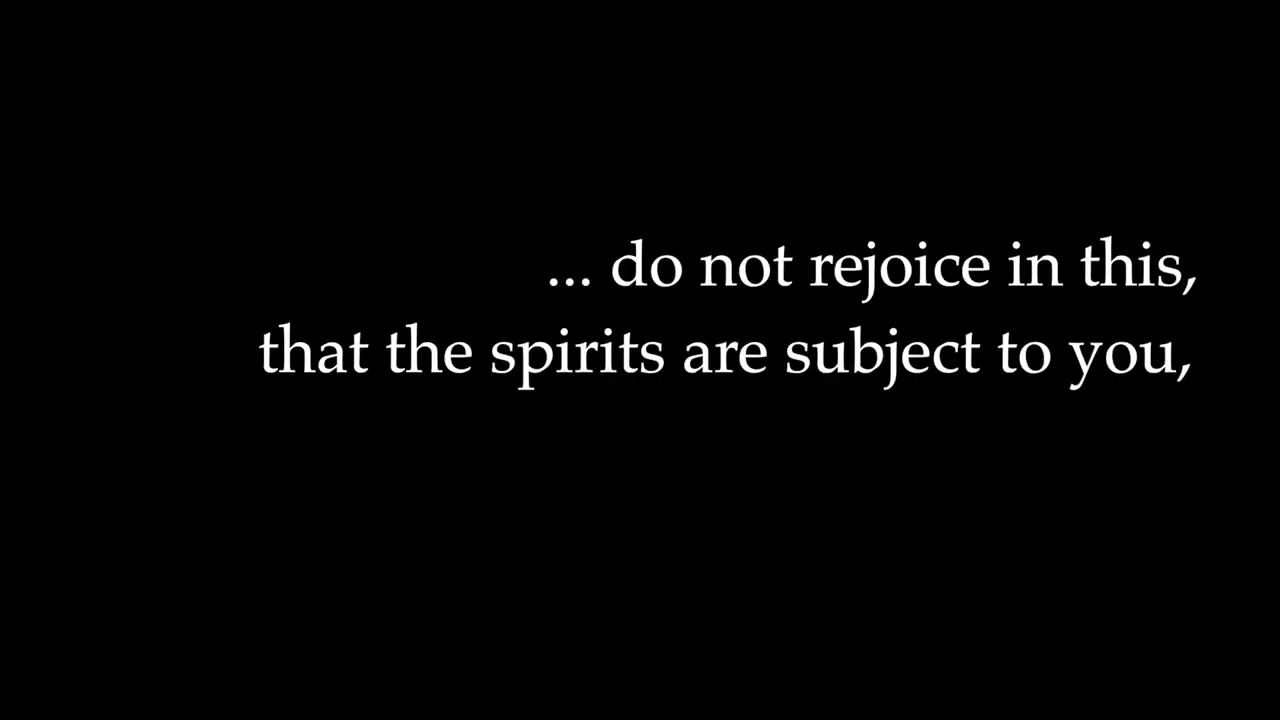 ... do not rejoice in this,
that the spirits are subject to you,